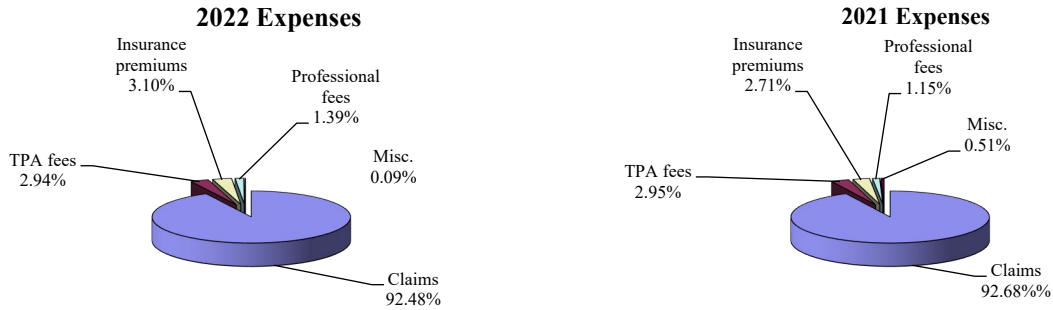 2022 Expenses
Insurance
premiums
3.10%
Professional
fees
1.39%
Misc.
0.09%
TPA fees
2.94%
Claims
92.48%
2021 Expenses
Insurance
premiums
2.71%
Professional
fees
1.15%
Misc.
0.51%
TPA fees
2.95%
Claims
92.68%%